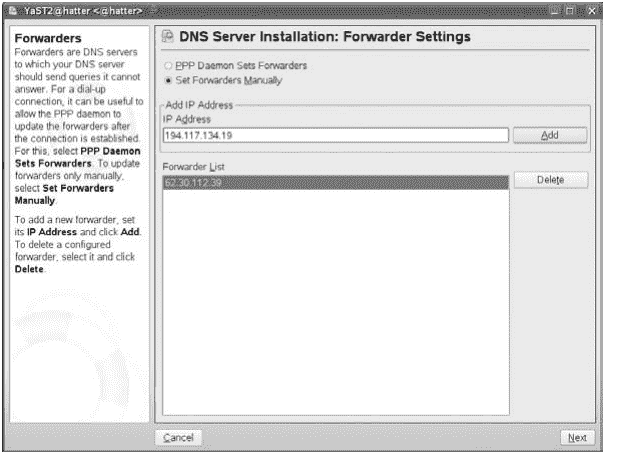 YaST2@hatter <@hatter>
Forwarders
Forwarders are DNS servers
to which your DNS server
should send queries it cannot
answer. For a dial-up
connection, it can be useful to
allow the PPP daemon to
update the forwarders after
the connection is established.
For this, select PPP Daemon
Sets Forwarders. To update
forwarders only manually,
select Set Forwarders
Manually.
To add a new forwarder, set
its IP Address and click Add.
To delete a configured
forwarder, select it and click
Delete.
DNS Server Installation: Forwarder Settings
PPP Daemon Sets Forwarders
Set Forwarders Manually
Add IP Address
IP Address
194.117.134.19
Add
Forwarder List
62.30.112.39
Delete
Cancel
Next